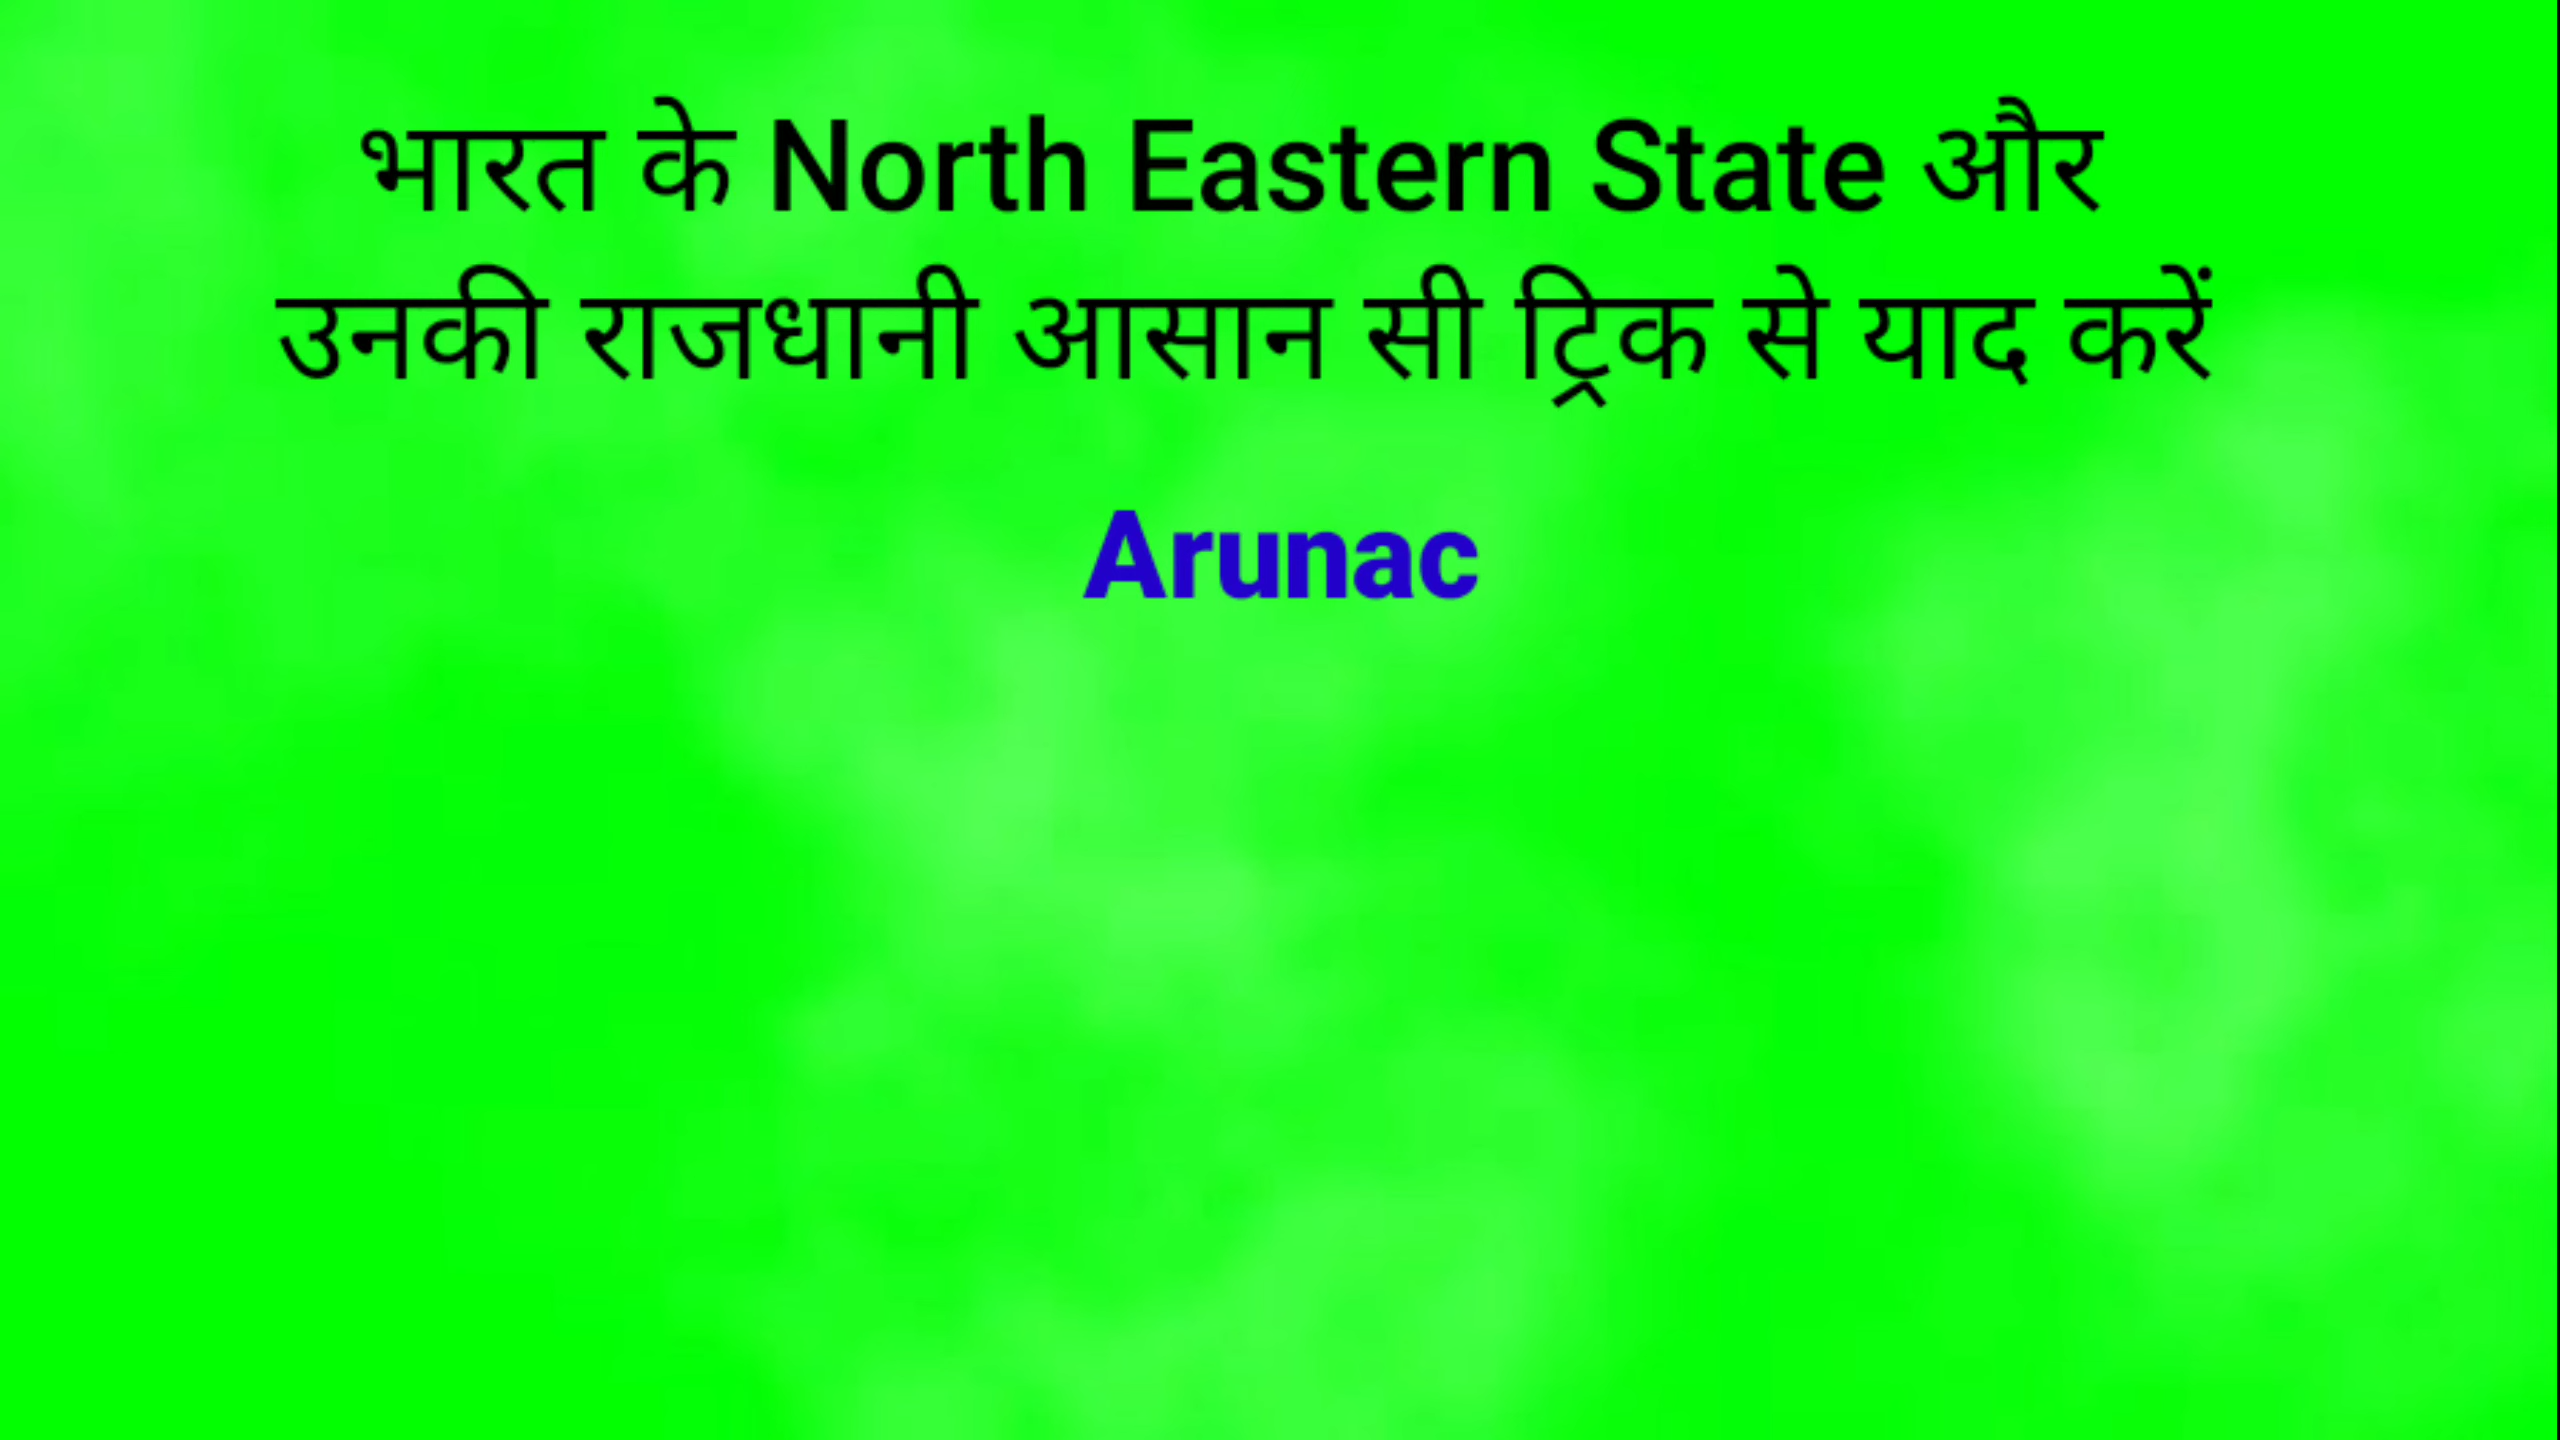 भारत के North Eastern State और
उनकी राजधानी आसान सी ट्रिक से याद करें
Arunac